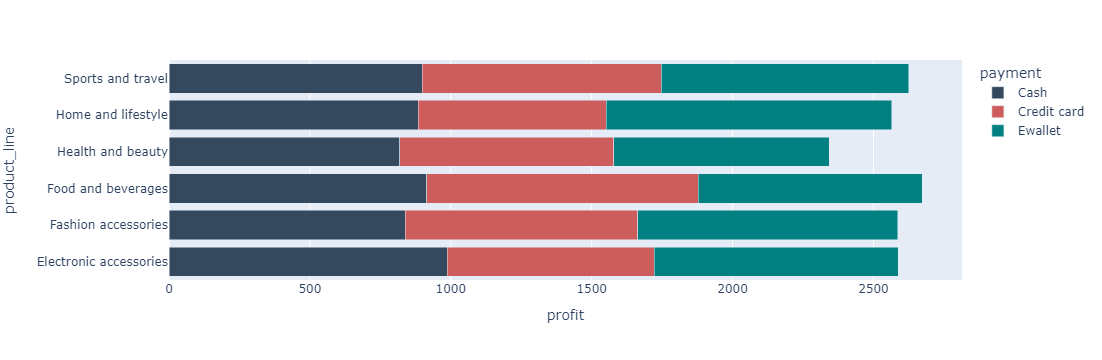 product_line
Sports and travel
Home and lifestyle
Health and beauty
Food and beverages
Fashion accessories
Electronic accessories
0 500 1000 1500 2000 2500
profit
payment
Cash
Credit card
Ewallet